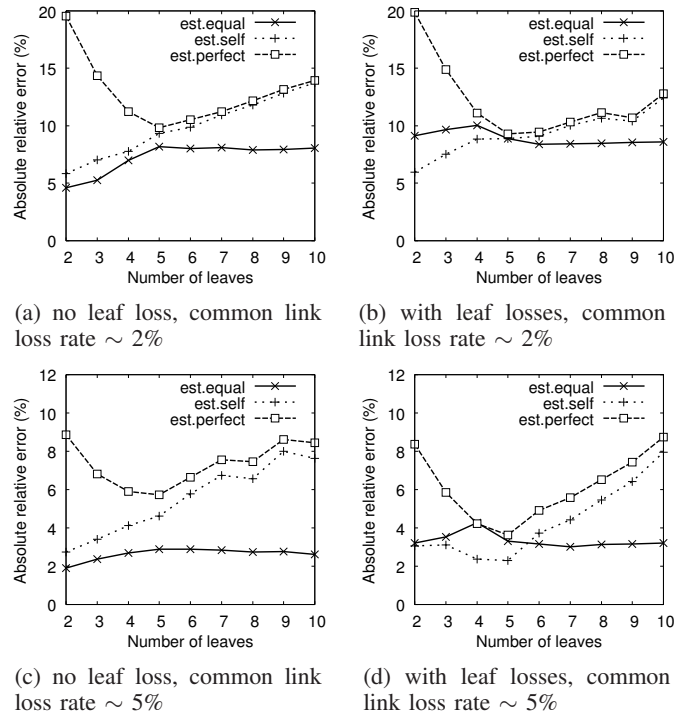 Absolute relative error (%)
20
15
10
5
0
est.equal
est.self
est.perfect
2 3 4 5 6 7 8 9 10
Number of leaves
(a) no leaf loss, common link
loss rate ∼ 2%
Absolute relative error (%)
20
15
10
5
0
est.equal
est.self
est.perfect
2 3 4 5 6 7 8 9 10
Number of leaves
(b) with leaf losses, common
link loss rate ∼ 2%
Absolute relative error (%)
12
10
8
6
4
2
0
est.equal
est.self
est.perfect
2 3 4 5 6 7 8 9 10
Number of leaves
(c) no leaf loss, common link
loss rate ∼ 5%
Absolute relative error (%)
12
10
8
6
4
2
0
est.equal
est.self
est.perfect
2 3 4 5 6 7 8 9 10
Number of leaves
(d) with leaf losses, common
link loss rate ∼ 5%